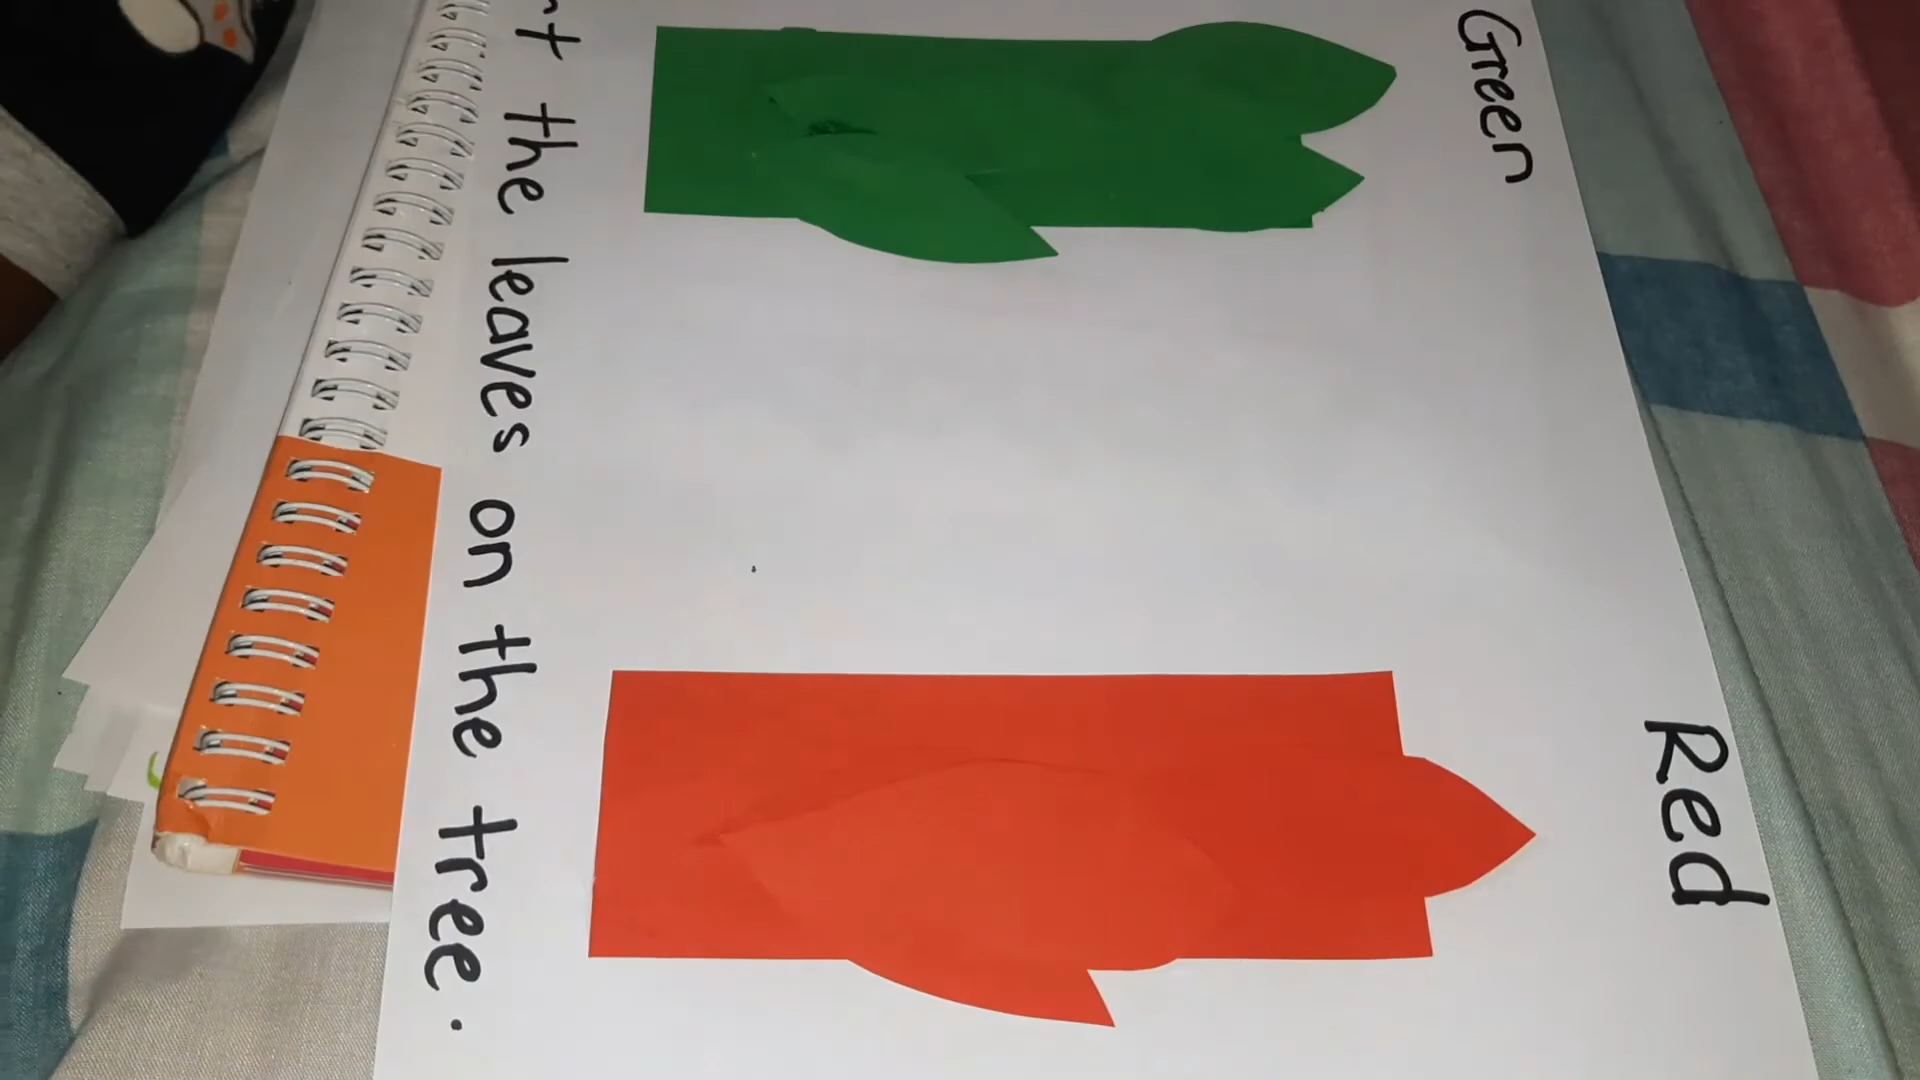 Green Red
the leaves on the tree.